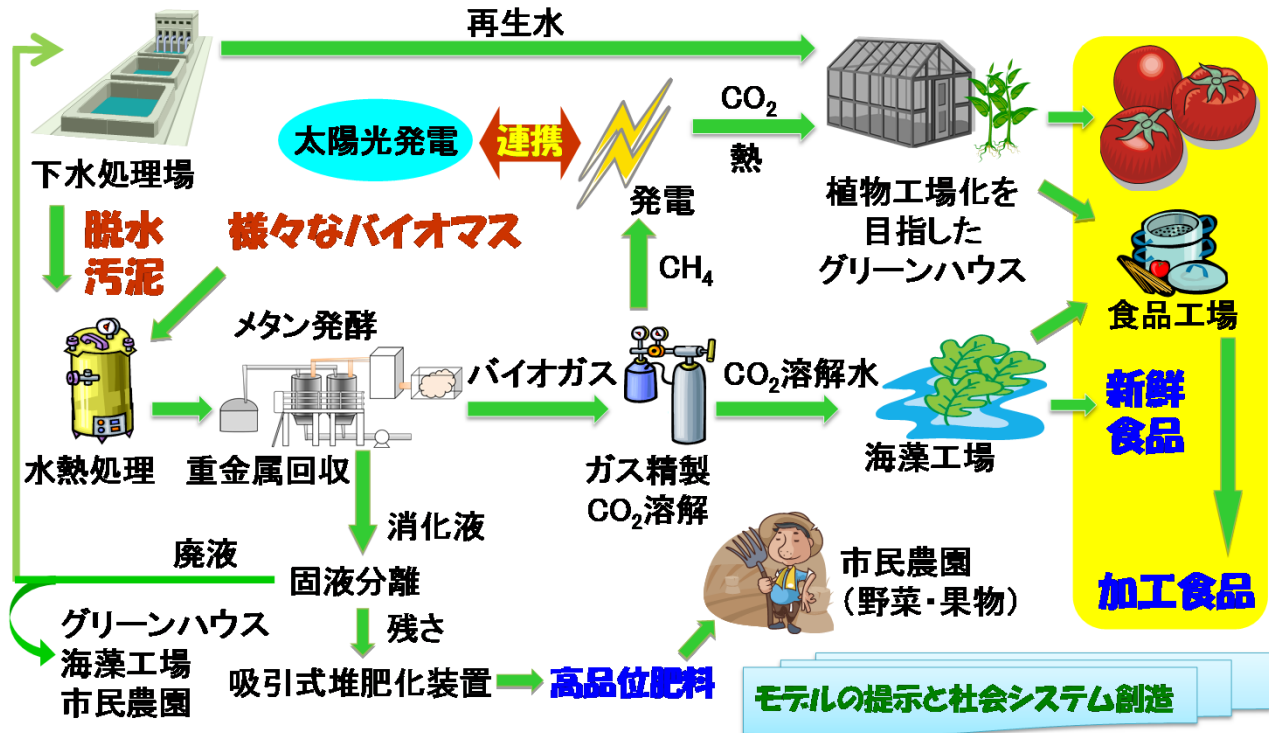 再生水
下水処理場
太陽光発電
連携
発電
CO₂
熱
植物工場化を
目指した
グリーンハウス
脱水
汚泥
様々なバイオマス
CH₄
食品工場
メタン発酵
バイオガス
CO₂溶解水
新鮮
食品
水熱処理
重金属回収
ガス精製
CO₂溶解
海藻工場
消化液
廃液
固液分離
市民農園
（野菜・果物）
加工食品
グリーンハウス
海藻工場
市民農園
残さ
吸引式堆肥化装置
高品位肥料
モデルの提示と社会システム創造